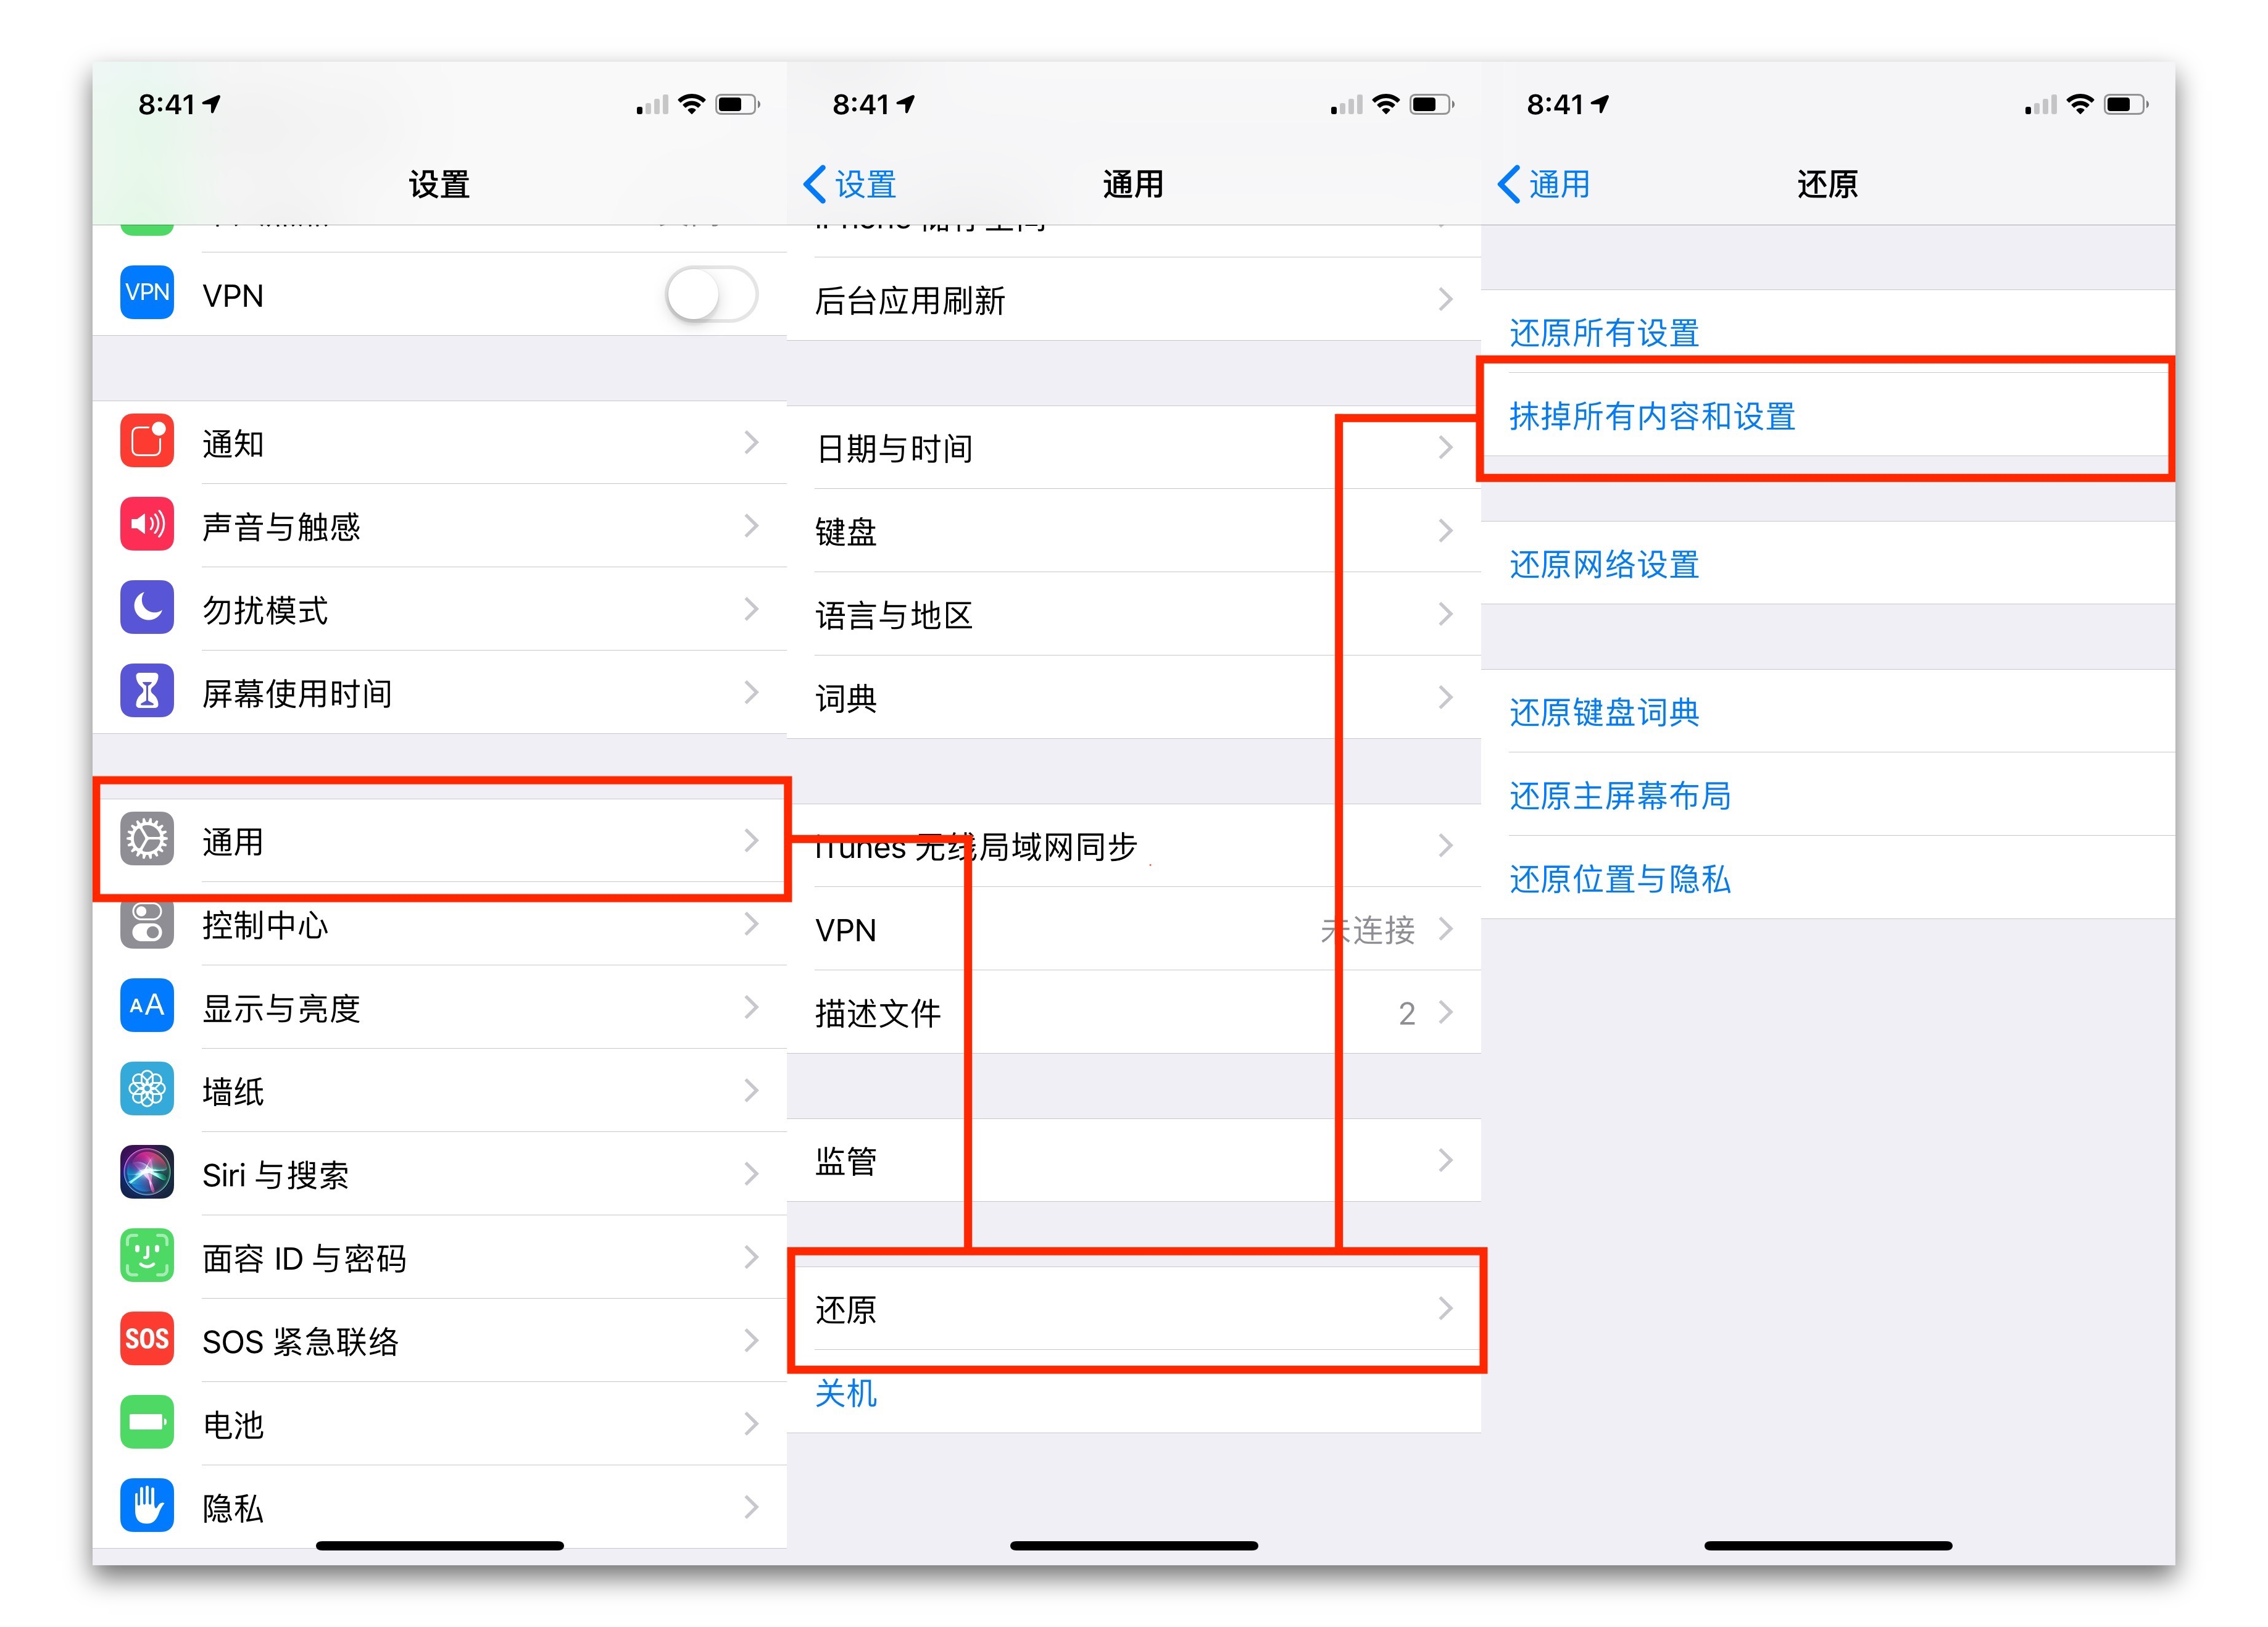 8:41
设置
VPN
VPN
通知
声音与触感
勿扰模式
屏幕使用时间
通用
控制中心
AA
显示与亮度
墙纸
Siri 与搜索
面容 ID 与密码
SOS
SOS 紧急联络
电池
隐私
8:41
设置
通用
iPhone 储存空间
后台应用刷新
日期与时间
键盘
语言与地区
词典
iTunes 无线局域网同步
VPN 未连接
描述文件 2
监管
还原
关机
8:41
通用
还原
还原所有设置
抹掉所有内容和设置
还原网络设置
还原键盘词典
还原主屏幕布局
还原位置与隐私